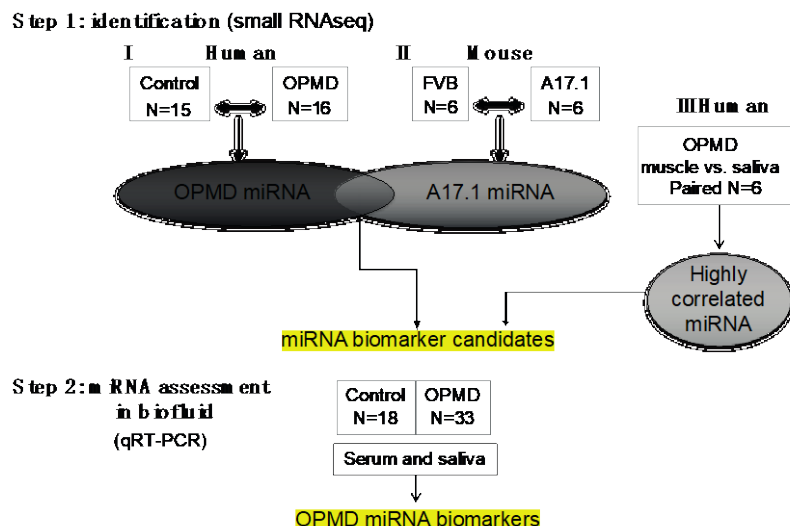 Step 1: identification (small RNAseq)
I Human II Mouse
Control
N=15
OPMD
N=16
FVB
N=6
A17.1
N=6
III Human
OPMD
muscle vs. saliva
Paired N=6
OPMD miRNA
A17.1 miRNA
Highly
correlated
miRNA
miRNA biomarker candidates
Step 2: miRNA assessment
in biofluid
(qRT-PCR)
Control
N=18
OPMD
N=33
Serum and saliva
OPMD miRNA biomarkers